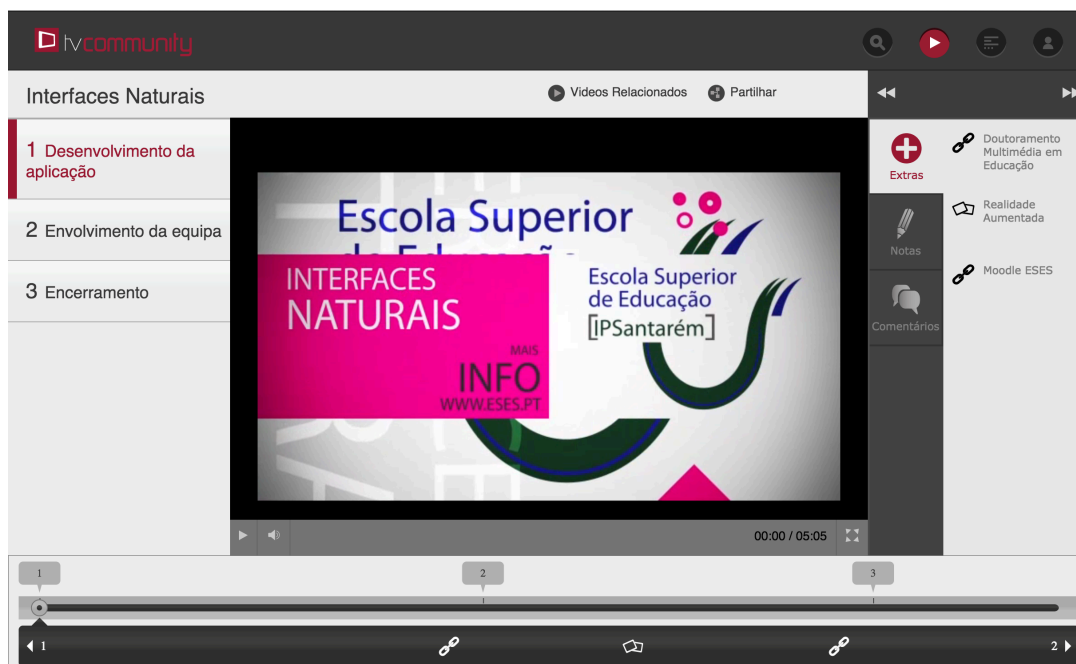 tvcommunity
Interfaces Naturais
Videos Relacionados
Partilhar
1 Desenvolvimento da
aplicação
2 Envolvimento da equipa
3 Encerramento
Escola Superior
de Educação
INTERFACES
NATURAIS
MAIS
INFO
WWW.ESES.PT
Escola Superior
de Educação
[IPSantarém]
00:00 / 05:05
Extras
Notas
Comentários
Doutoramento
Multimédia em
Educação
Realidade
Aumentada
Moodle ESES
1
2
3
1
2